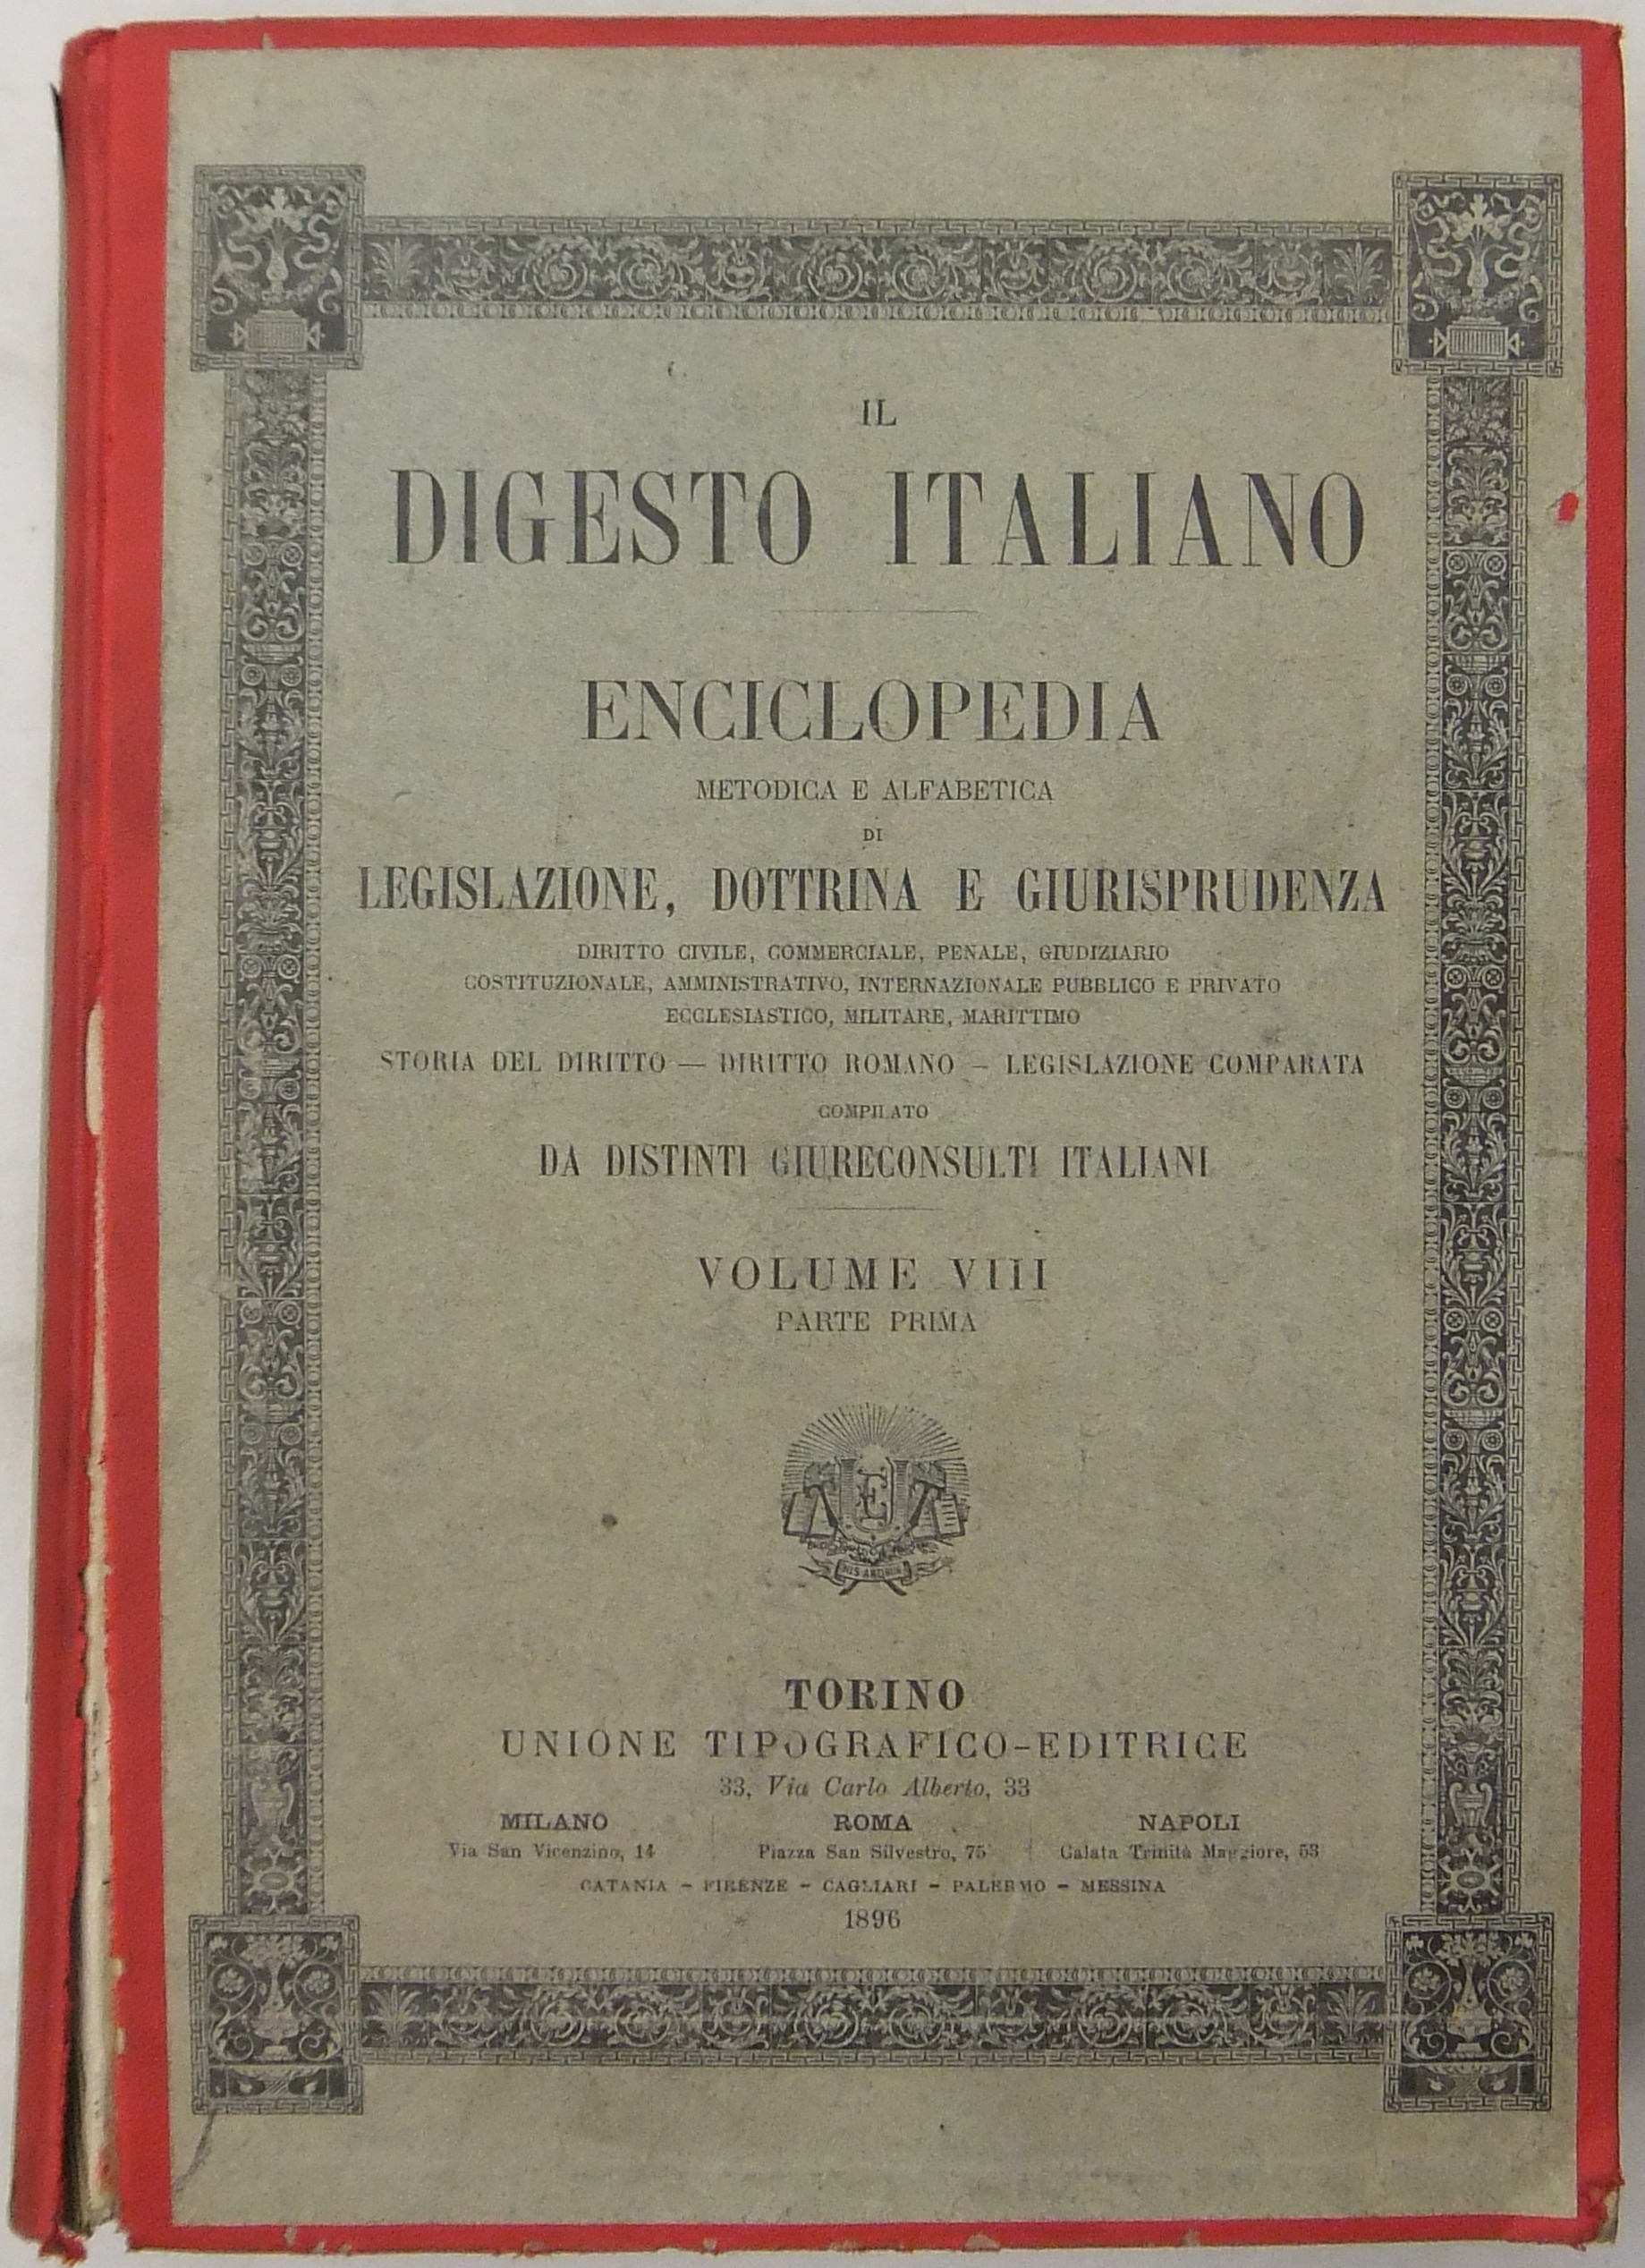 IL
DIGESTO ITALIANO
ENCICLOPEDIA
METODICA E ALFABETICA
DI
LEGISLAZIONE, DOTTRINA E GIURISPRUDENZA
DIRITTO CIVILE, COMMERCIALE, PENALE, GIUDIZIARIO
COSTITUZIONALE, AMMINISTRATIVO, INTERNAZIONALE PUBBLICO E PRIVATO
ECCLESIASTICO, MILITARE, MARITTIMO
STORIA DEL DIRITTO — DIRITTO ROMANO — LEGISLAZIONE COMPARATA
COMPILATO
DA DISTINTI GIURECONSULTI ITALIANI
VOLUME VIII
PARTE PRIMA
TORINO
UNIONE TIPOGRAFICO-EDITRICE
33, Via Carlo Alberto, 33
MILANO ROMA NAPOLI
Via San Vicenzino, 14 Piazza San Silvestro, 75 Calata Trinità Maggiore, 53
CATANIA - FIRENZE - CAGLIARI - PALERMO - MESSINA
1896